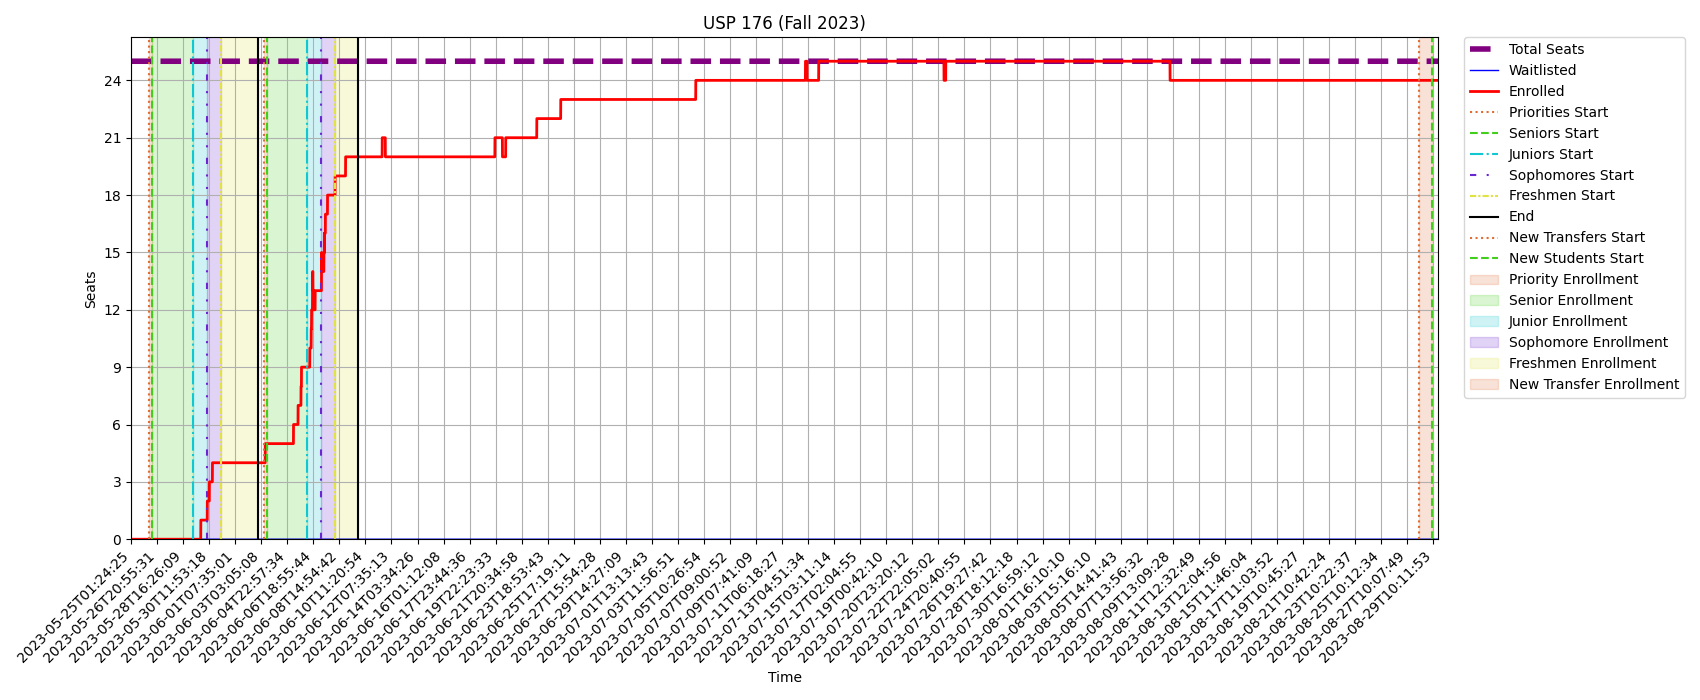 USP 176 (Fall 2023)
Seats
24
21
18
15
12
9
6
3
0
2023-05-25T01:24:25
2023-05-26T20:55:31
2023-05-28T16:26:09
2023-05-30T11:53:18
2023-06-01T07:35:01
2023-06-03T03:05:08
2023-06-04T22:57:34
2023-06-06T18:55:44
2023-06-08T14:54:42
2023-06-10T11:20:54
2023-06-12T07:35:13
2023-06-14T03:34:26
2023-06-16T01:12:08
2023-06-17T23:44:36
2023-06-19T22:23:33
2023-06-21T20:34:58
2023-06-23T18:53:43
2023-06-25T17:19:11
2023-06-27T15:54:28
2023-06-29T14:27:09
2023-07-01T13:13:43
2023-07-03T11:56:51
2023-07-05T10:26:54
2023-07-07T09:00:52
2023-07-09T07:41:09
2023-07-11T06:18:27
2023-07-13T04:51:34
2023-07-15T03:11:14
2023-07-17T02:04:55
2023-07-19T00:42:10
2023-07-20T23:20:12
2023-07-22T22:05:02
2023-07-24T20:40:55
2023-07-26T19:27:42
2023-07-28T18:12:18
2023-07-30T16:59:12
2023-08-01T16:10:10
2023-08-03T15:16:10
2023-08-05T14:41:43
2023-08-07T13:56:32
2023-08-09T13:09:28
2023-08-11T12:32:49
2023-08-13T12:04:56
2023-08-15T11:46:04
2023-08-17T11:03:52
2023-08-19T10:45:27
2023-08-21T10:42:24
2023-08-23T10:22:37
2023-08-25T10:12:34
2023-08-27T10:07:49
2023-08-29T10:11:53
Time
Total Seats
Waitlisted
Enrolled
Priorities Start
Seniors Start
Juniors Start
Sophomores Start
Freshmen Start
End
New Transfers Start
New Students Start
Priority Enrollment
Senior Enrollment
Junior Enrollment
Sophomore Enrollment
Freshmen Enrollment
New Transfer Enrollment